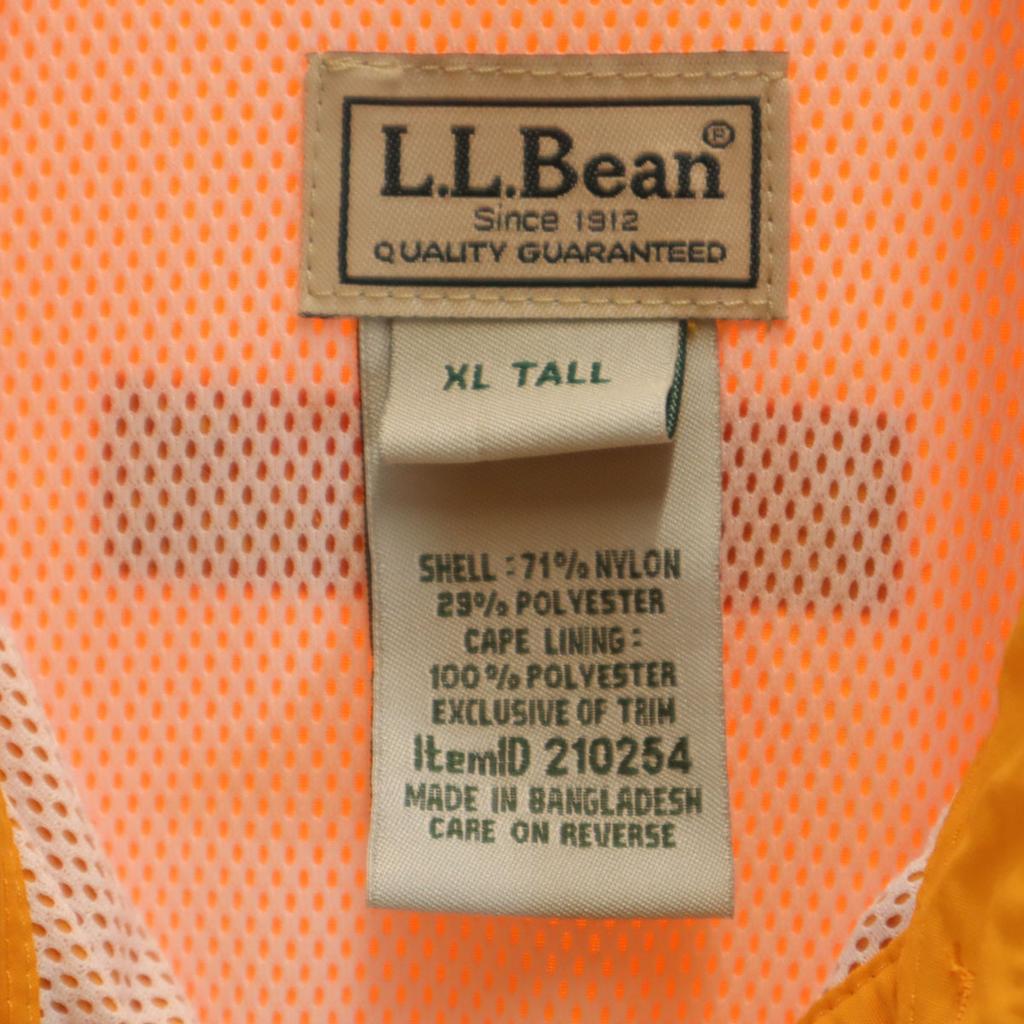 L.L.Bean®
Since 1912
QUALITY GUARANTEED
XL TALL
SHELL : 71% NYLON
29% POLYESTER
CAPE LINING :
100% POLYESTER
EXCLUSIVE OF TRIM
ItemID 210254
MADE IN BANGLADESH
CARE ON REVERSE